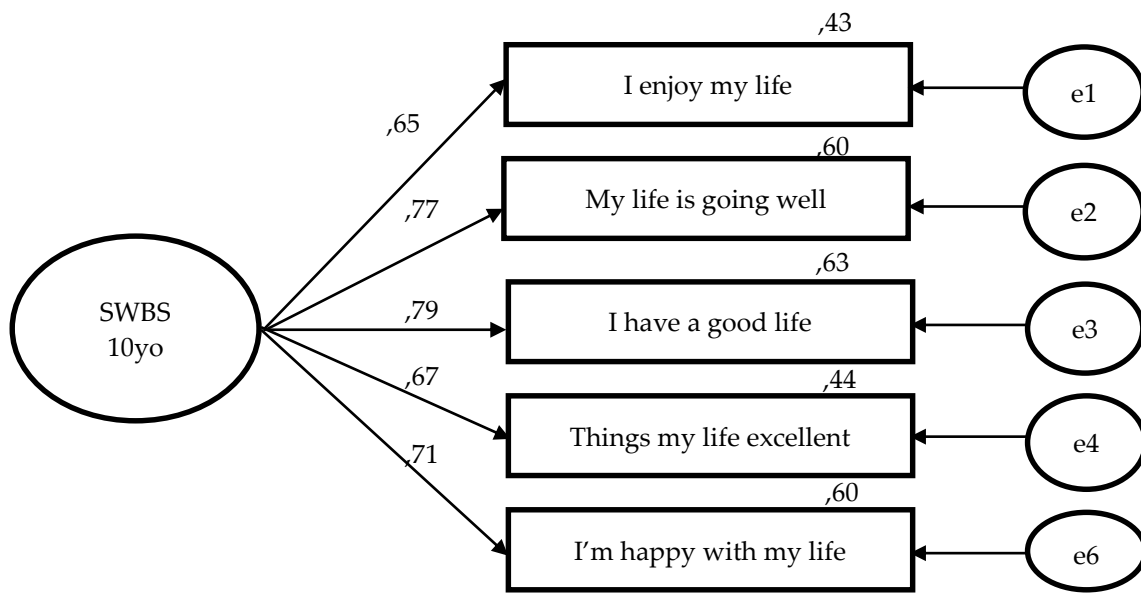 ,43
I enjoy my life
e1
,65
,60
My life is going well
e2
,77
,63
SWBS
10yo
,79
I have a good life
e3
,67
,44
Things my life excellent
e4
,71
,60
I'm happy with my life
e6